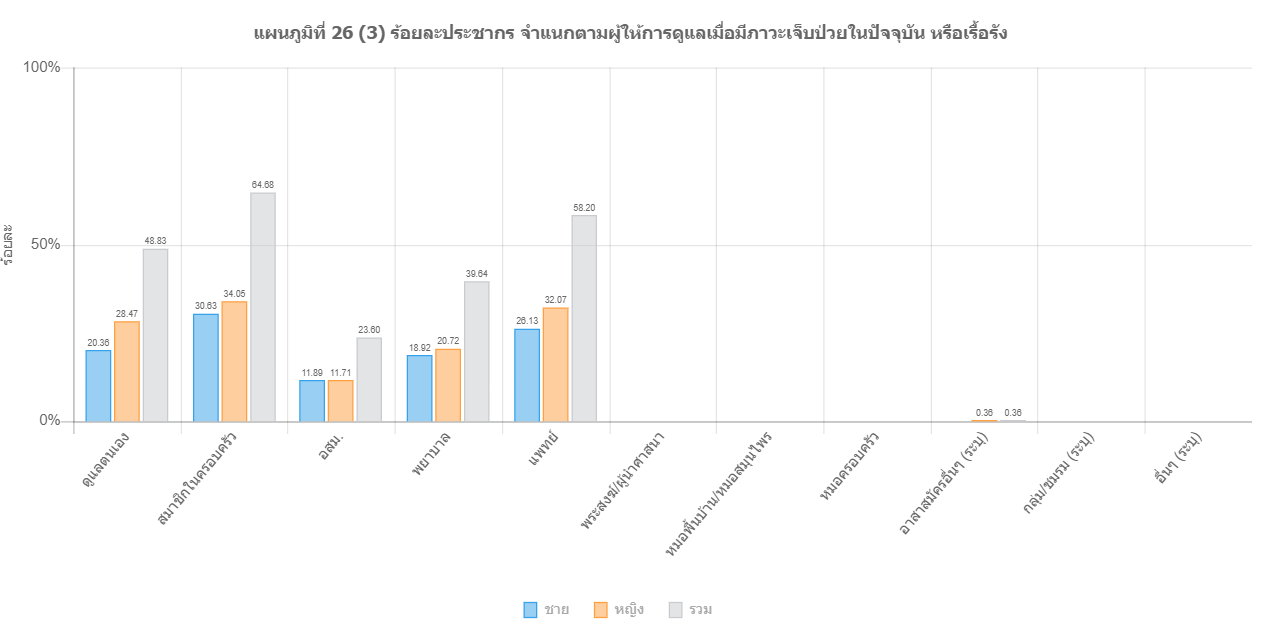 แผนภูมิที่ 26 (3) ร้อยละประชากร จำแนกตามผู้ให้การดูแลเมื่อมีภาวะเจ็บป่วยในปัจจุบัน หรือเรื้อรัง
100%
50%
0%
ร้อยละ
20.36
28.47
48.83
30.63
34.05
64.68
11.89
11.71
23.60
18.92
20.72
39.64
26.13
32.07
58.20
0.36
0.36
ดูแลตนเอง
สมาชิกในครอบครัว
อสม.
พยาบาล
แพทย์
พระสงฆ์/ผู้นำศาสนา
หมอพื้นบ้าน/หมอสมุนไพร
หมอครอบครัว
อาสาสมัครอื่นๆ (ระบุ)
กลุ่ม/ชมรม (ระบุ)
อื่นๆ (ระบุ)
ชาย
หญิง
รวม